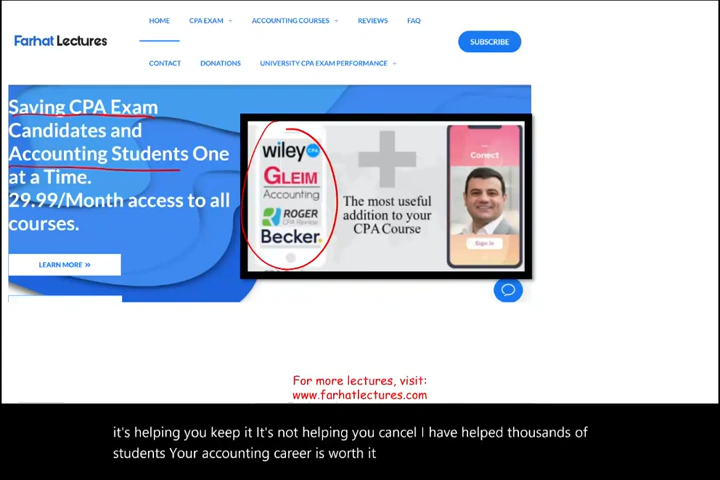 HOME
CPA EXAM
ACCOUNTING COURSES
REVIEWS
FAQ
Farhat Lectures
SUBSCRIBE
CONTACT
DONATIONS
UNIVERSITY CPA EXAM PERFORMANCE
Saving CPA Exam
Candidates and
Accounting Students One
at a Time.
29.99/Month access to all
courses.
LEARN MORE »
wiley CPA
GLEIM
Accounting
ROGER
CPA Review
Becker.
The most useful
addition to your
CPA Course
Conect
Sign in
For more lectures, visit:
www.farhatlectures.com
it's helping you keep it It's not helping you cancel I have helped thousands of
students Your accounting career is worth it